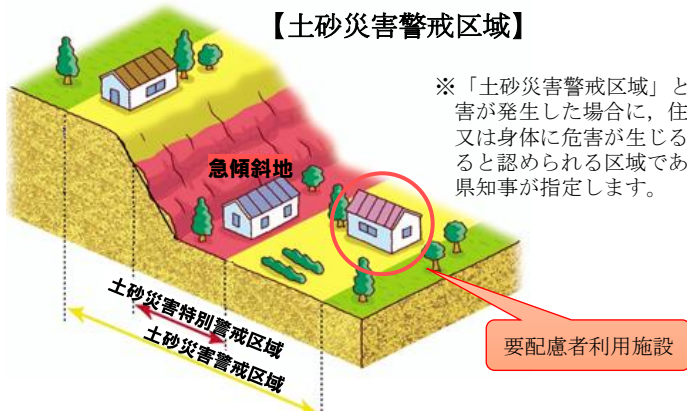 【土砂災害警戒区域】
※「土砂災害警戒区域」と
害が発生した場合に，住
又は身体に危害が生じる
ると認められる区域であ
県知事が指定します。
急傾斜地
土砂災害特別警戒区域
土砂災害警戒区域
要配慮者利用施設